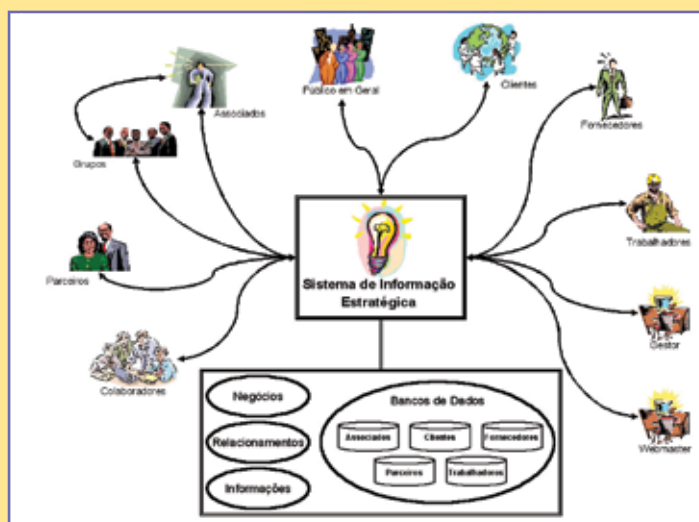 Público em Geral
Clientes
Associados
Fornecedores
Grupos
Trabalhadores
Parceiros
Sistema de Informação
Estratégica
Gestor
Colaboradores
Webmaster
Negócios
Relacionamentos
Informações
Bancos de Dados
Associados
Clientes
Fornecedores
Parceiros
Trabalhadores